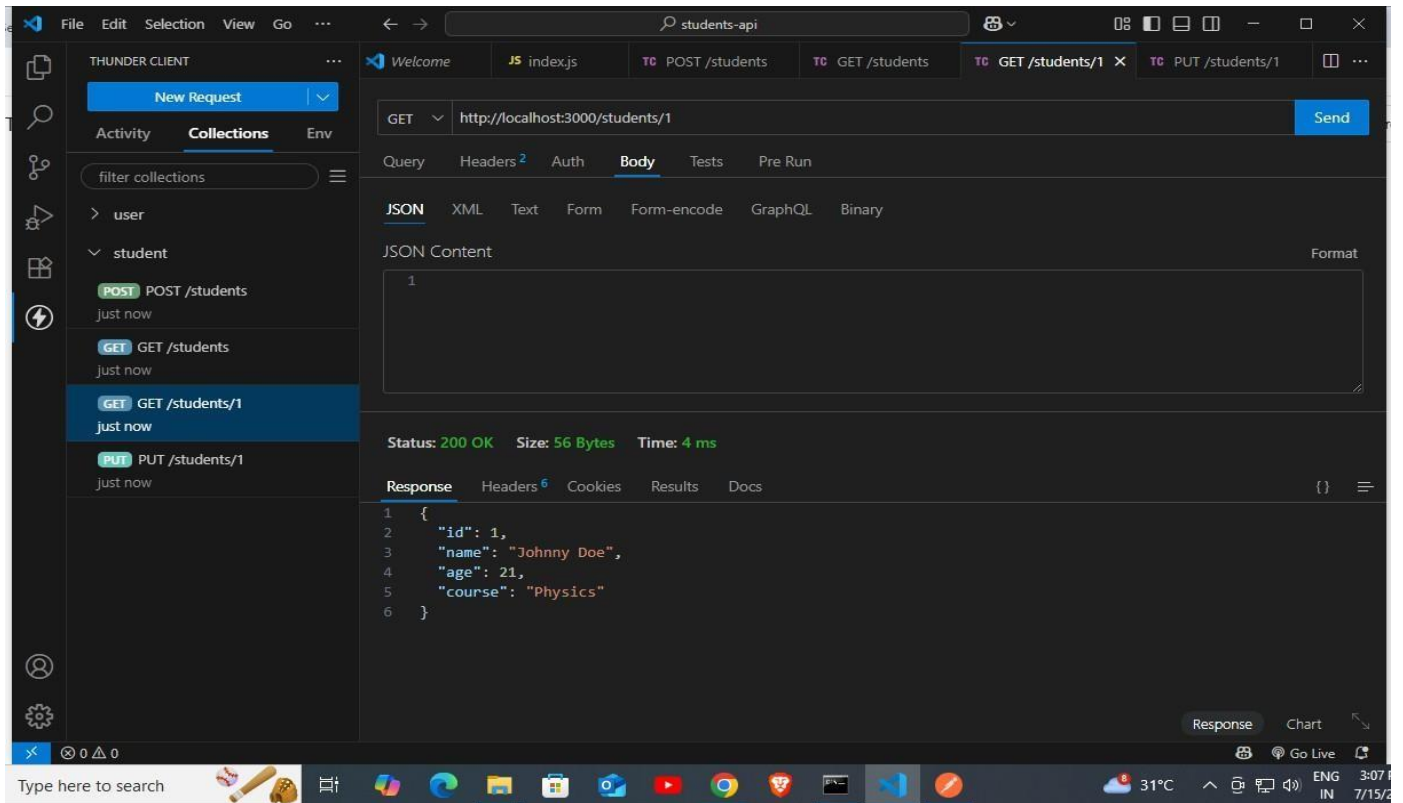 File Edit Selection View Go ··· students-api
THUNDER CLIENT ···
Welcome JS index.js TC POST /students TC GET /students TC GET /students/1 TC PUT /students/1 ···
New Request
Activity Collections Env
filter collections
user
student
POST POST /students
just now
GET GET /students
just now
GET GET /students/1
just now
PUT PUT /students/1
just now
GET http://localhost:3000/students/1 Send
Query Headers 2 Auth Body Tests Pre Run
JSON XML Text Form Form-encode GraphQL Binary
JSON Content Format
1
Status: 200 OK Size: 56 Bytes Time: 4 ms
Response Headers 6 Cookies Results Docs {}
1 {
2 "id": 1,
3 "name": "Johnny Doe",
4 "age": 21,
5 "course": "Physics"
6 }
Response Chart
0 0 Go Live
Type here to search 8 31°C ENG 3:07
IN 7/15/